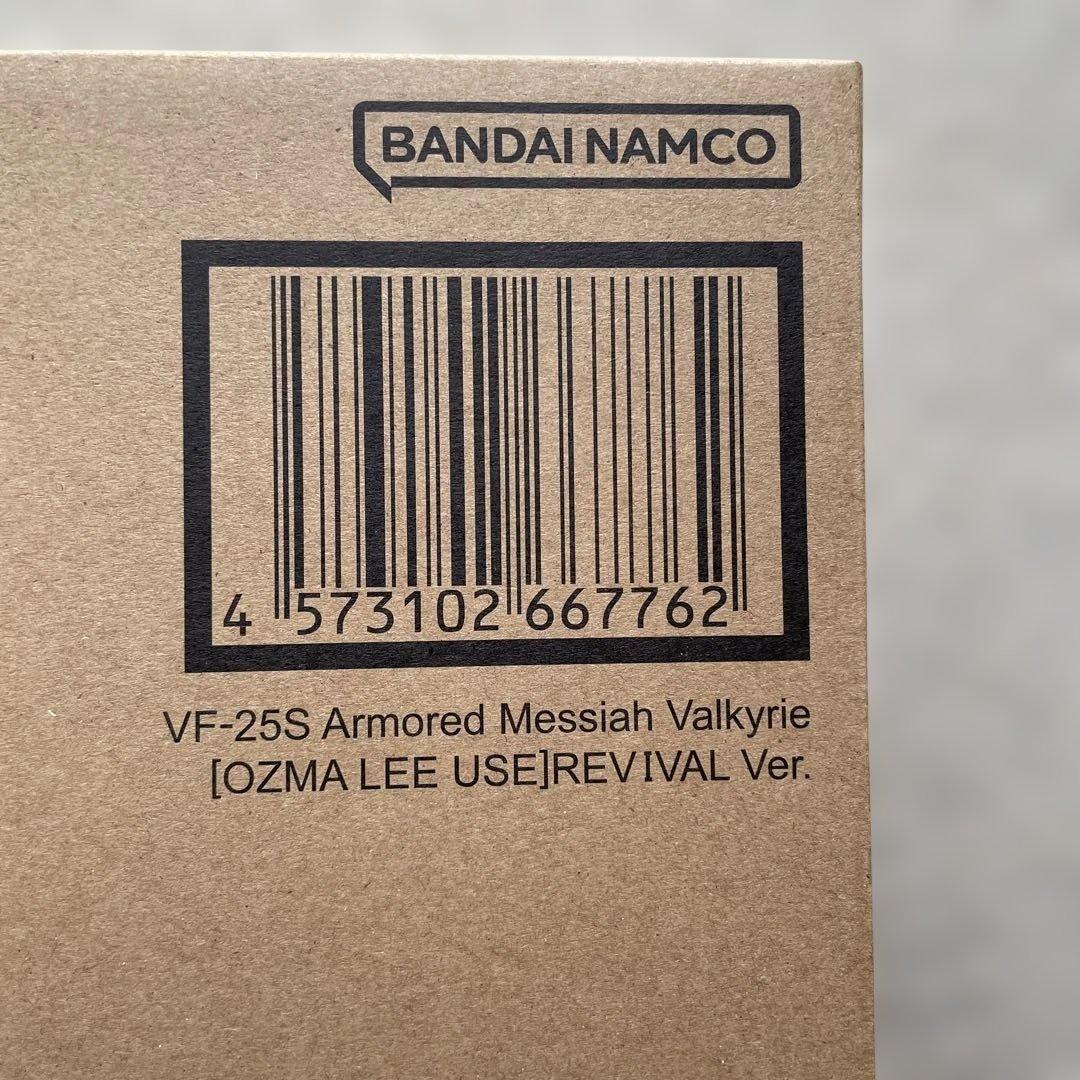 BANDAI NAMCO
4 573102 667762
VF-25S Armored Messiah Valkyrie
[OZMA LEE USE]REVIVAL Ver.